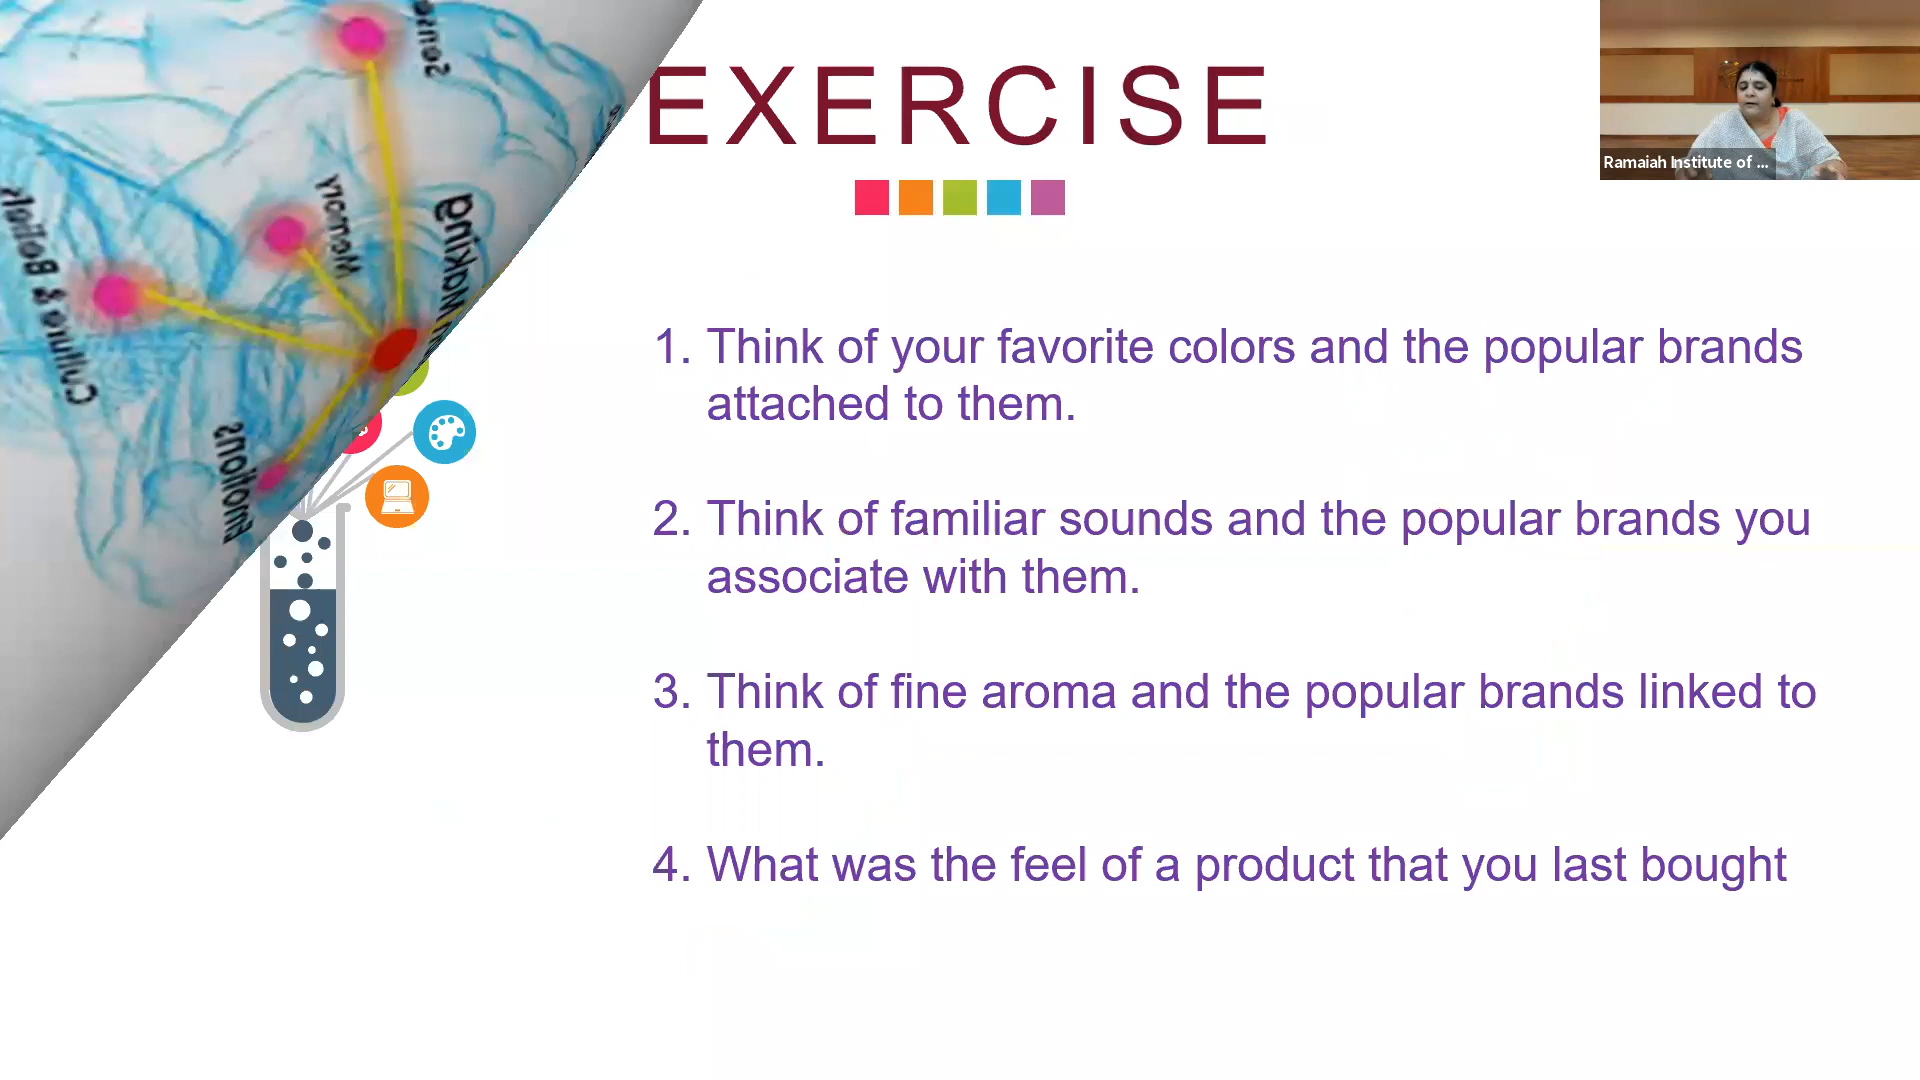 EXERCISE
Ramaiah Institute of ...
Memory
Culture & Beliefs
1. Think of your favorite colors and the popular brands
attached to them.
2. Think of familiar sounds and the popular brands you
associate with them.
3. Think of fine aroma and the popular brands linked to
them.
4. What was the feel of a product that you last bought